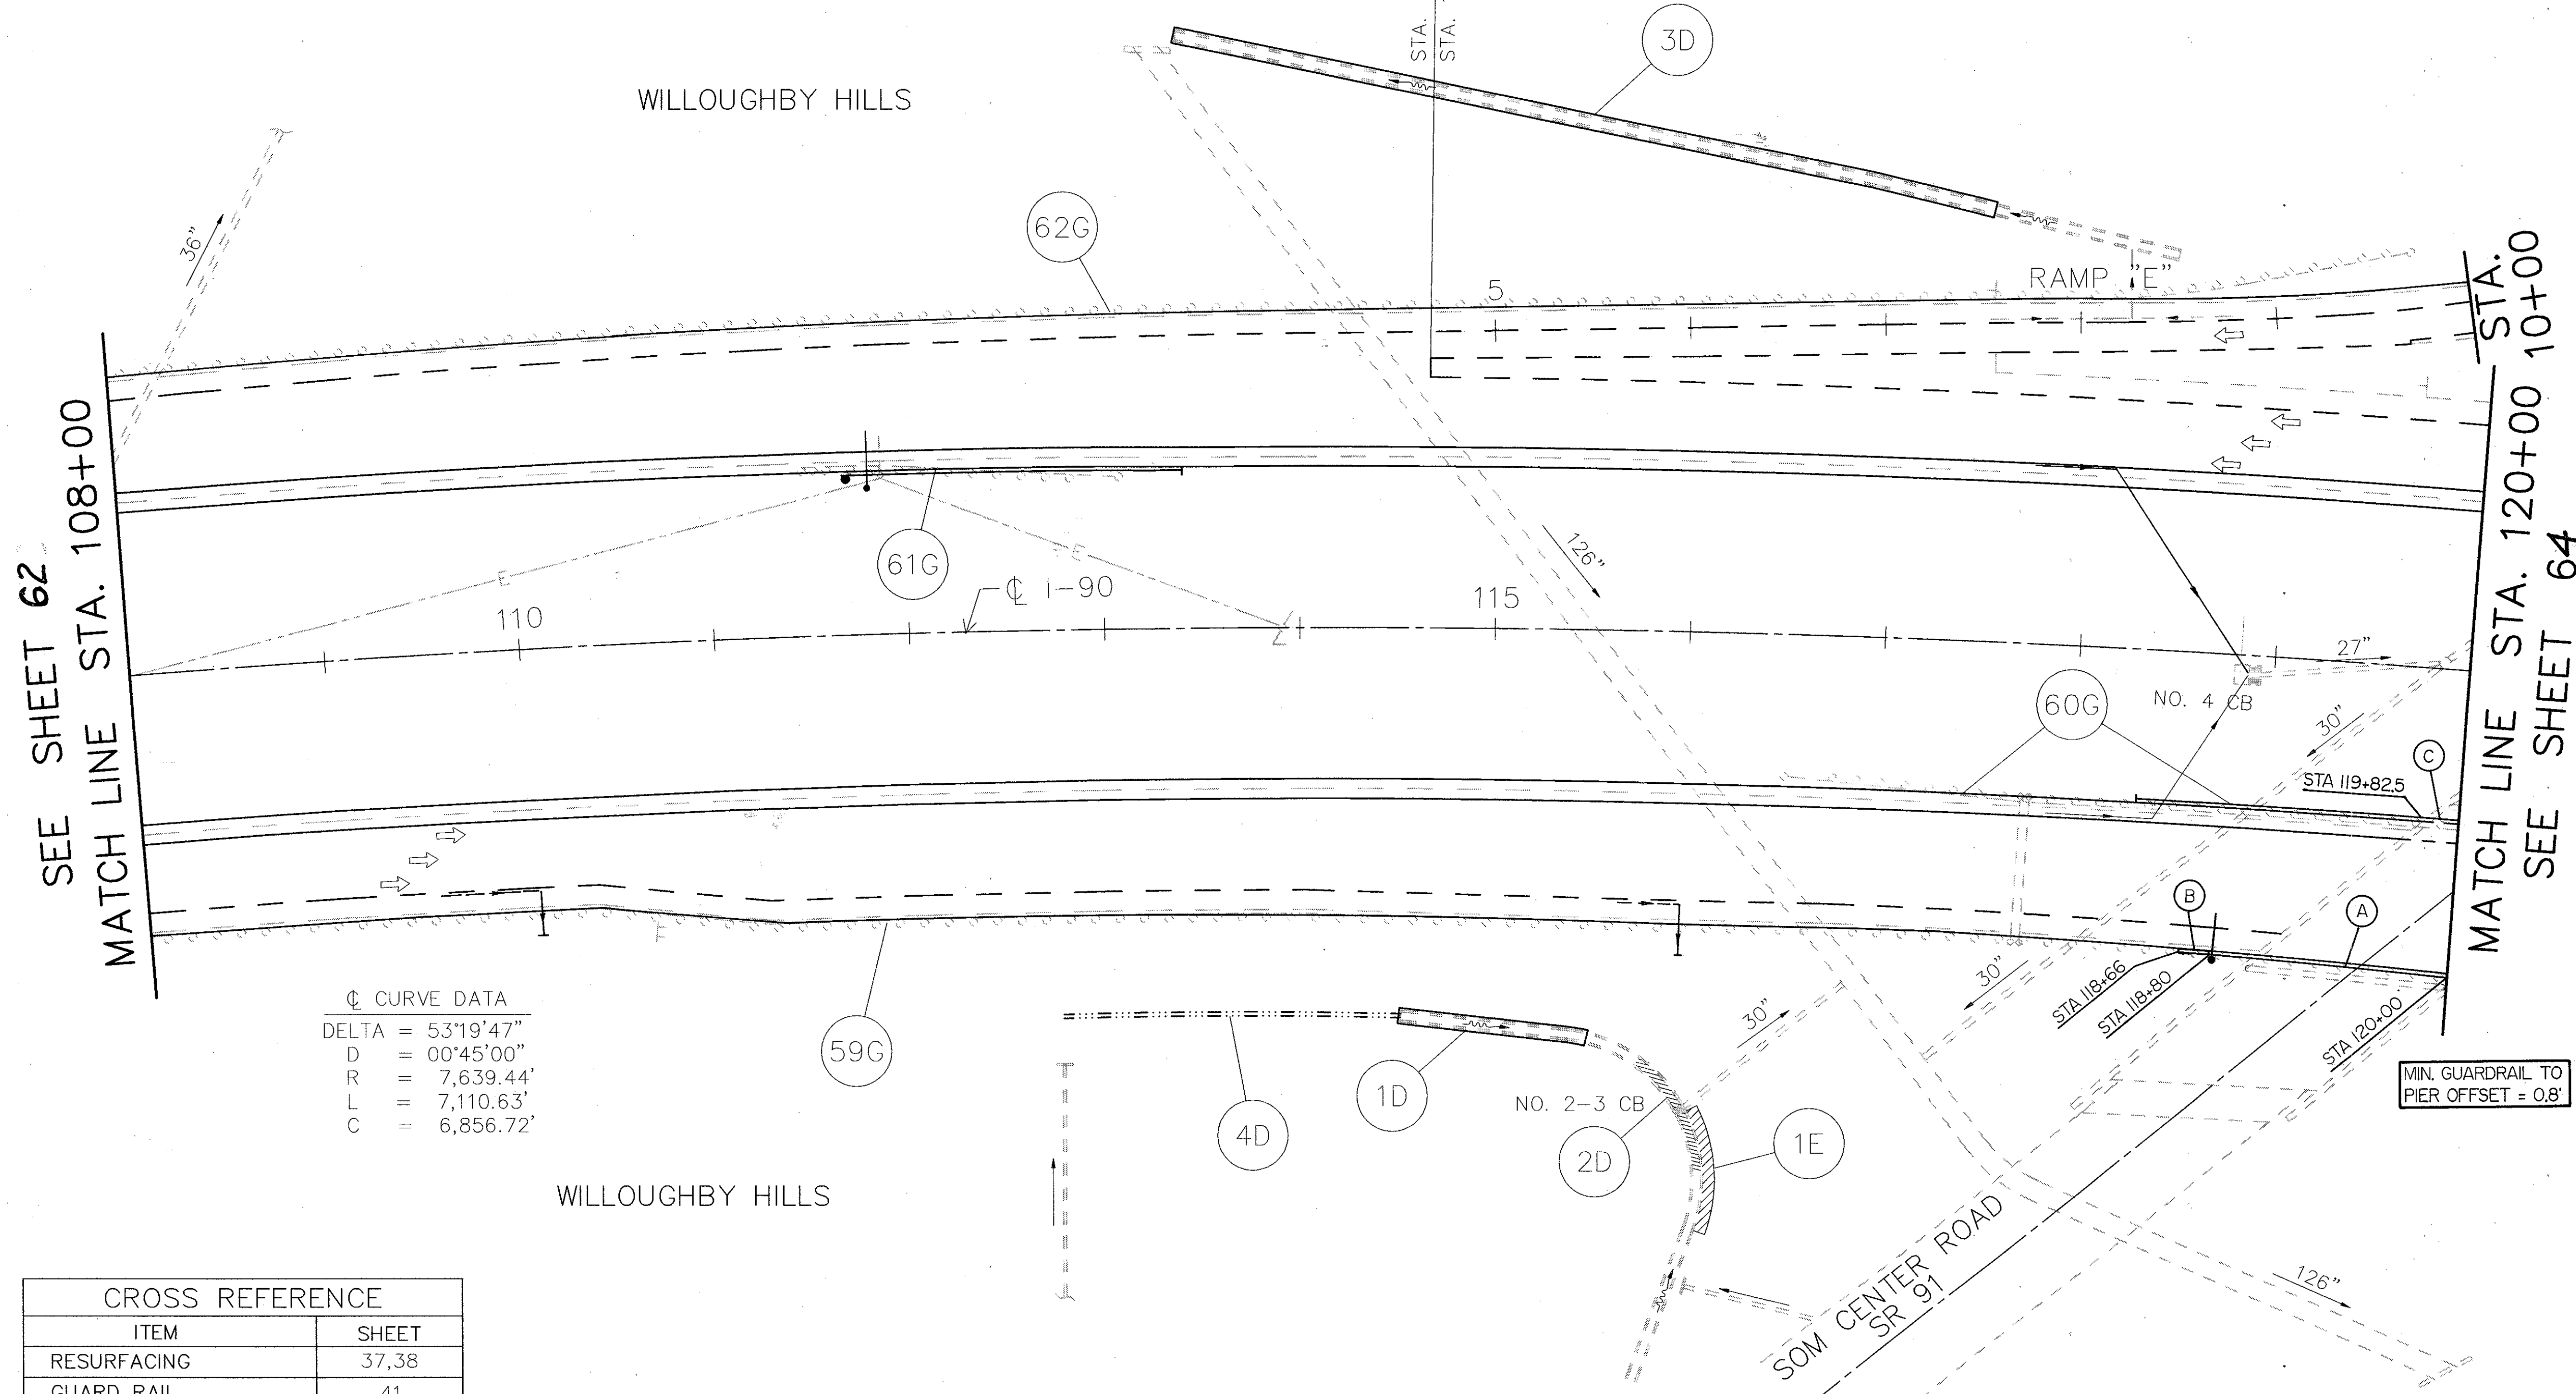 STA.
STA.
3D
WILLOUGHBY HILLS
36"
62G
RAMP "E"
5
STA.
10+00
SEE SHEET 62
MATCH LINE STA. 108+00
61G
E
E
126"
℄ I-90
110
115
27"
NO. 4 CB
60G
30"
C
STA 119+82.5
MATCH LINE STA. 120+00
SEE SHEET 64
B
A
STA 118+66
STA 118+80
STA 120+00
30"
30"
MIN. GUARDRAIL TO
PIER OFFSET = 0.8'
℄ CURVE DATA
DELTA = 53°19'47"
D = 00°45'00"
R = 7,639.44'
L = 7,110.63'
C = 6,856.72'
59G
4D
1D
NO. 2-3 CB
2D
1E
WILLOUGHBY HILLS
SOM CENTER ROAD
SR 91
126"
CROSS REFERENCE
ITEM SHEET
RESURFACING 37,38
GUARD RAIL 41